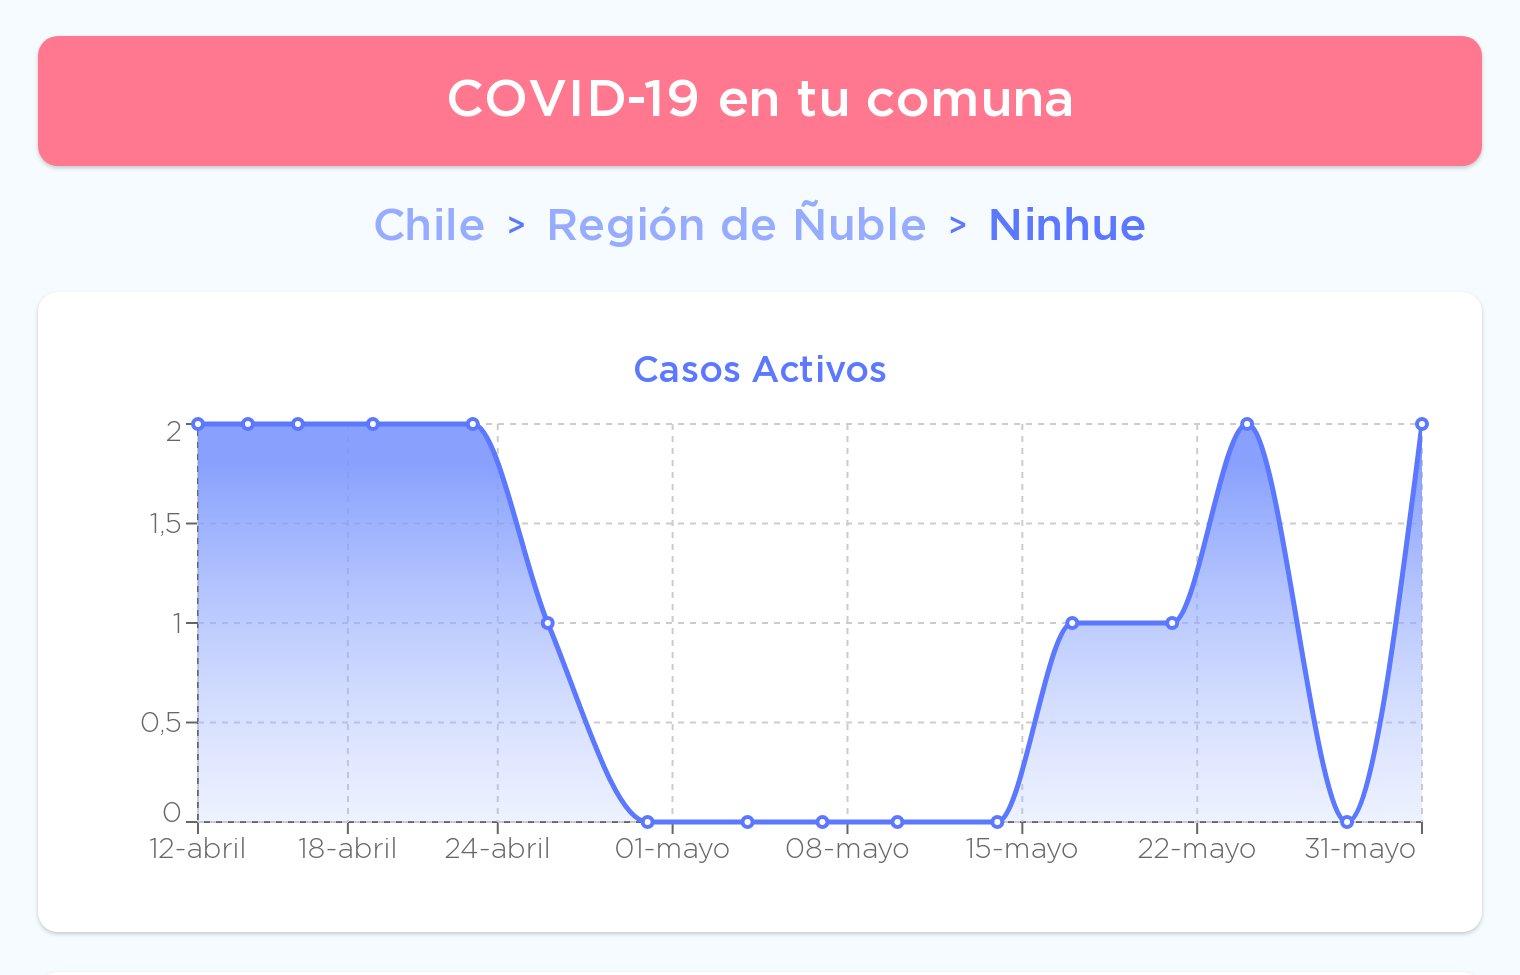 COVID-19 en tu comuna
Chile > Región de Ñuble > Ninhue
Casos Activos
2
1,5
1
0,5
0
12-abril 18-abril 24-abril 01-mayo 08-mayo 15-mayo 22-mayo 31-mayo